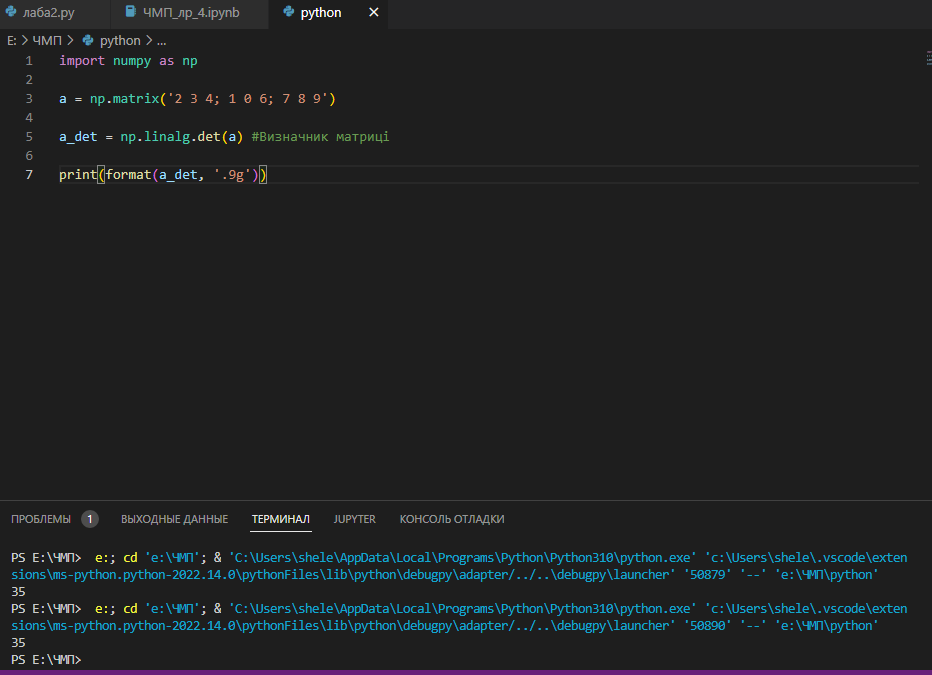 лаба2.py ЧМП_лр_4.ipynb python ✕
E: > ЧМП > python > ...
1 import numpy as np
2
3 a = np.matrix('2 3 4; 1 0 6; 7 8 9')
4
5 a_det = np.linalg.det(a) #Визначник матриці
6
7 print(format(a_det, '.9g'))
ПРОБЛЕМЫ 1 ВЫХОДНЫЕ ДАННЫЕ ТЕРМИНАЛ JUPYTER КОНСОЛЬ ОТЛАДКИ
PS E:\ЧМП> e:; cd 'e:\ЧМП'; & 'C:\Users\shele\AppData\Local\Programs\Python\Python310\python.exe' 'c:\Users\shele\.vscode\exten
sions\ms-python.python-2022.14.0\pythonFiles\lib\python\debugpy\adapter/../..\debugpy\launcher' '50879' '--' 'e:\ЧМП\python'
35
PS E:\ЧМП> e:; cd 'e:\ЧМП'; & 'C:\Users\shele\AppData\Local\Programs\Python\Python310\python.exe' 'c:\Users\shele\.vscode\exten
sions\ms-python.python-2022.14.0\pythonFiles\lib\python\debugpy\adapter/../..\debugpy\launcher' '50890' '--' 'e:\ЧМП\python'
35
PS E:\ЧМП>